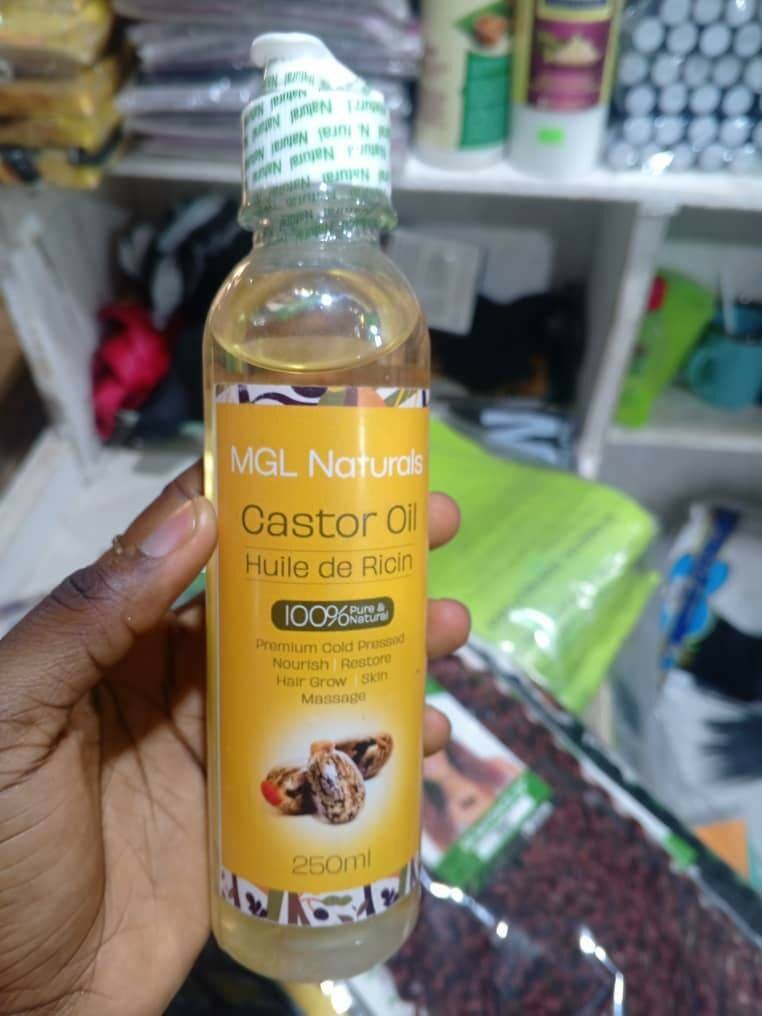 MGL Naturals
Castor Oil
Huile de Ricin
100% Pure & Natural
Premium Cold Pressed
Nourish | Restore
Hair Grow | Skin
Massage
250ml